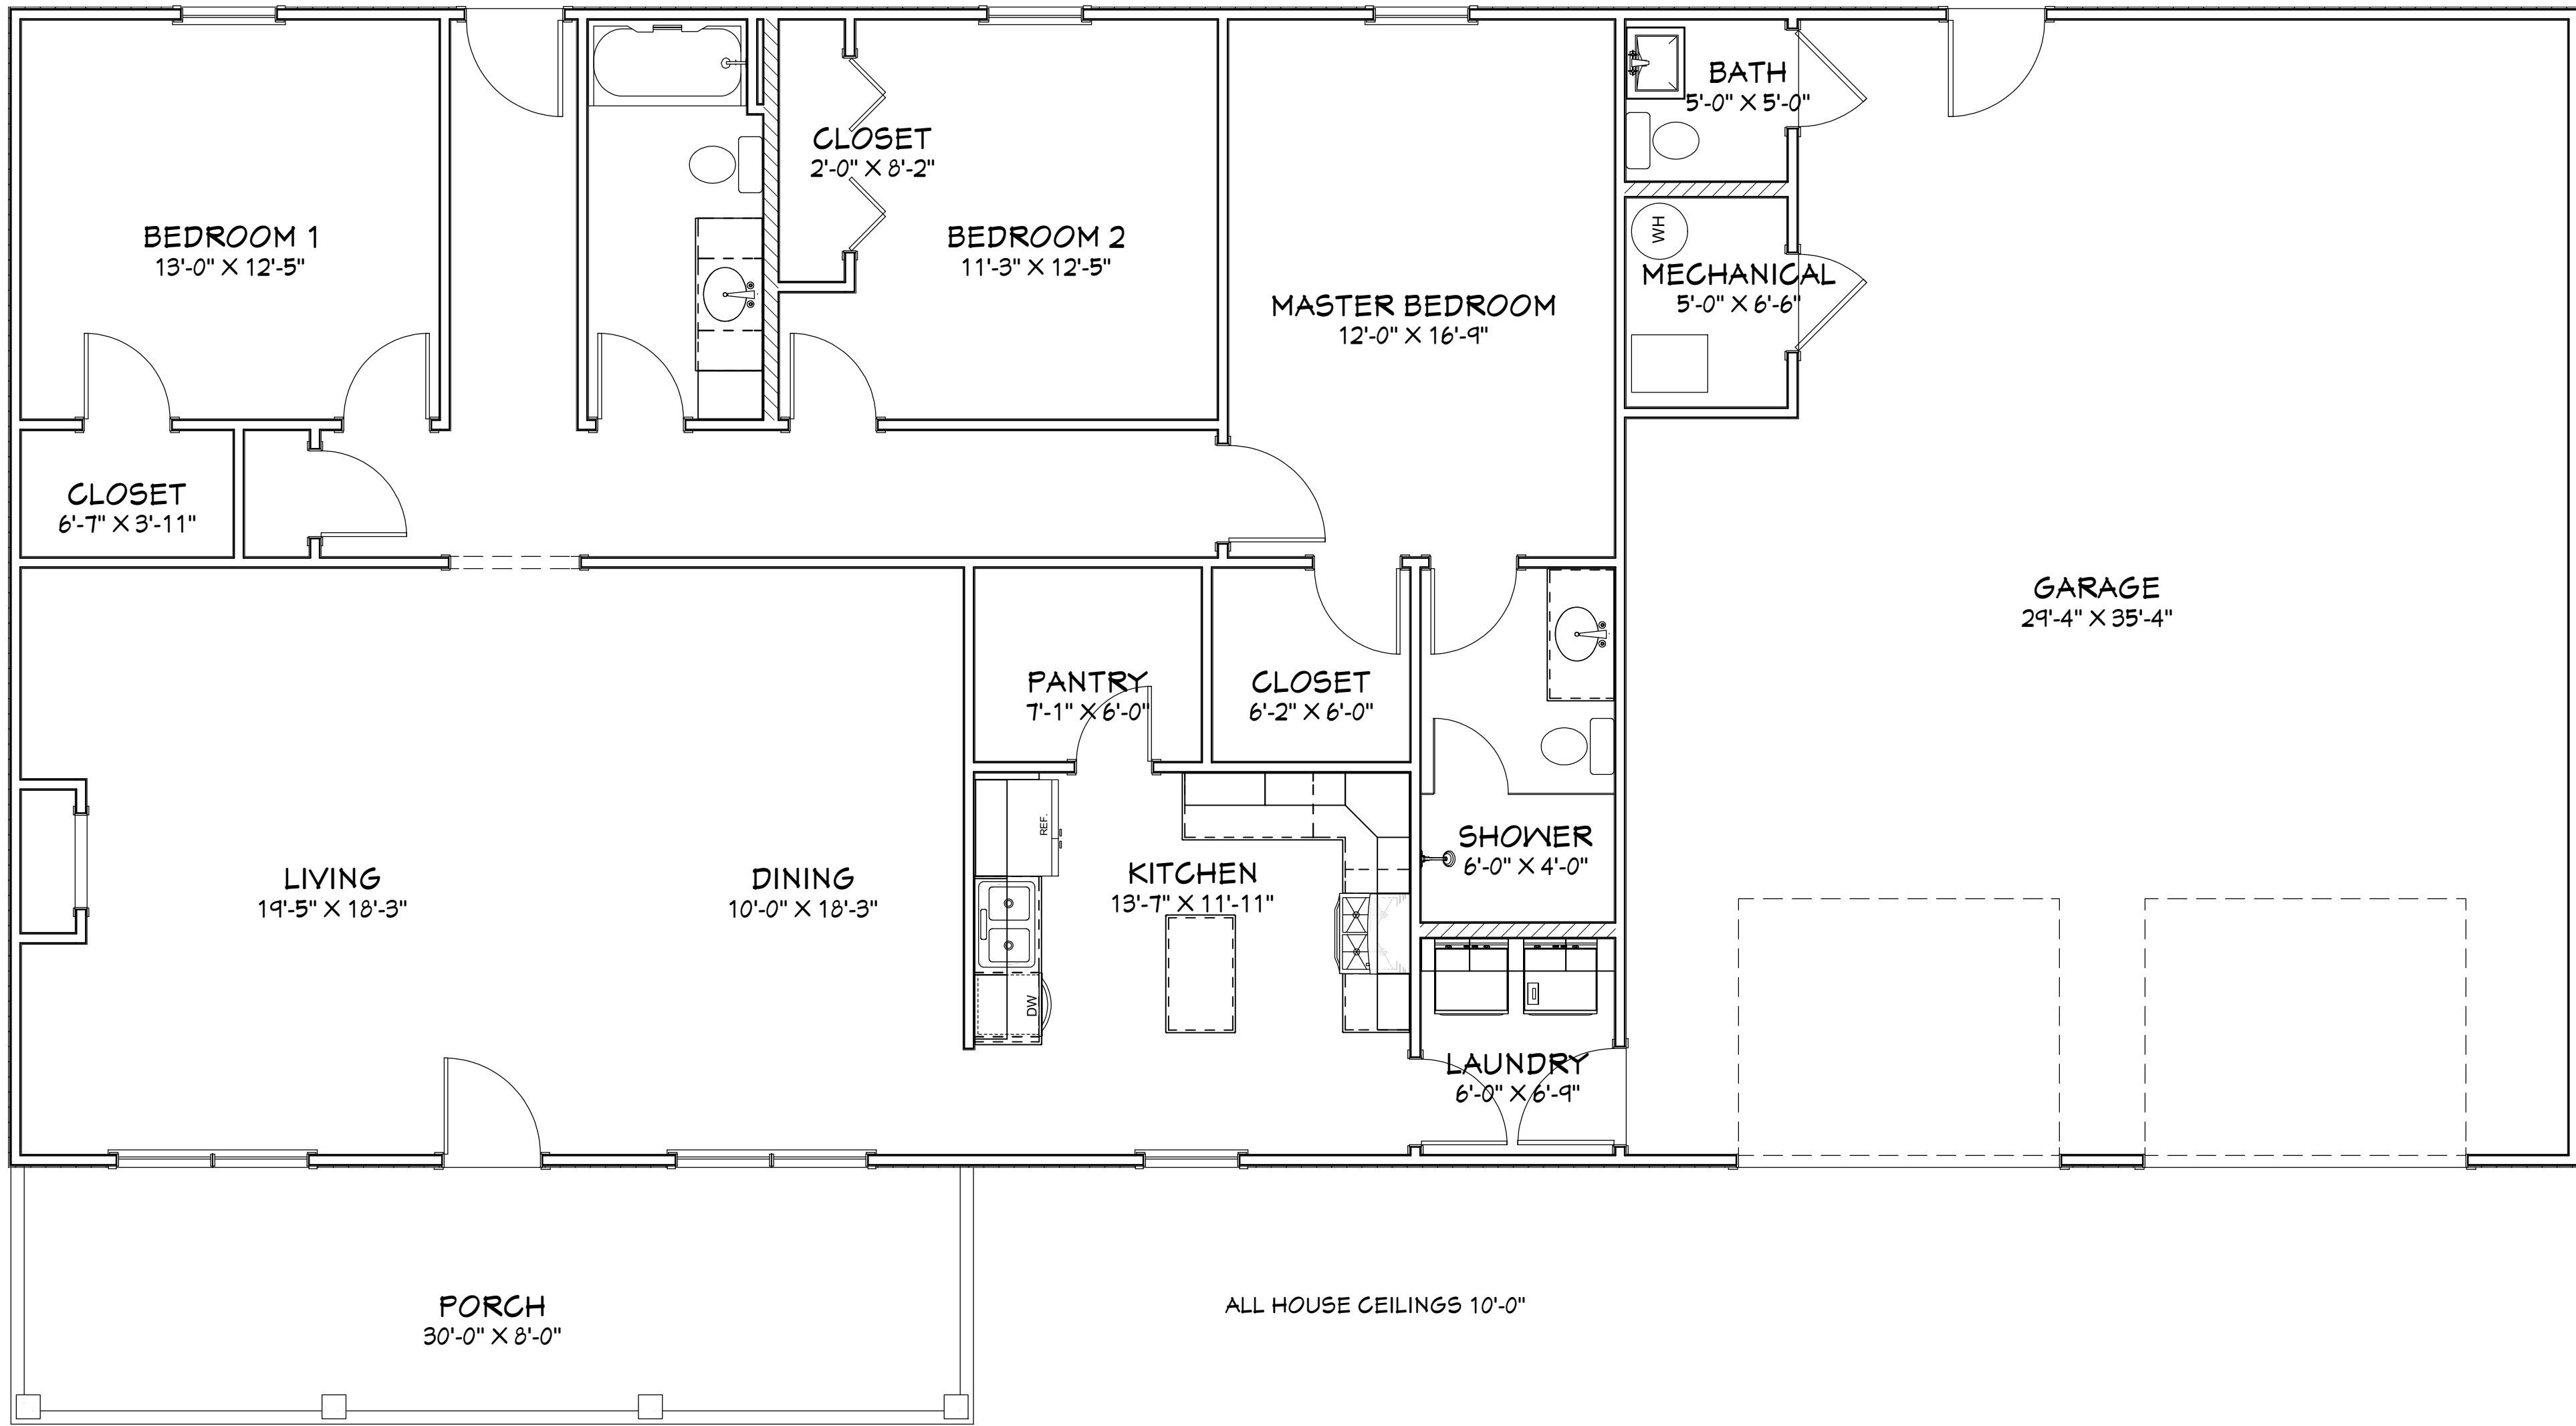 BATH
5'-0" X 5'-0"
CLOSET
2'-0" X 8'-2"
BEDROOM 1
13'-0" X 12'-5"
BEDROOM 2
11'-3" X 12'-5"
WH
MECHANICAL
5'-0" X 6'-6"
MASTER BEDROOM
12'-0" X 16'-9"
CLOSET
6'-7" X 3'-11"
GARAGE
29'-4" X 35'-4"
PANTRY
7'-1" X 6'-0"
CLOSET
6'-2" X 6'-0"
REF.
SHOWER
6'-0" X 4'-0"
LIVING
19'-5" X 18'-3"
DINING
10'-0" X 18'-3"
KITCHEN
13'-7" X 11'-11"
DW
LAUNDRY
6'-0" X 6'-9"
PORCH
30'-0" X 8'-0"
ALL HOUSE CEILINGS 10'-0"